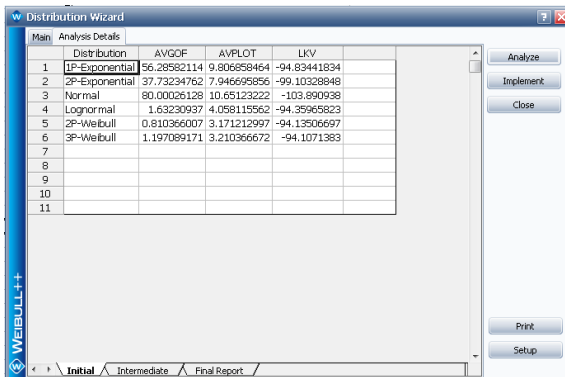 Distribution Wizard
Main Analysis Details
Distribution AVGOF AVPLOT LKV
1 1P-Exponential 56.28582114 9.806858464 -94.83441834
2 2P-Exponential 37.73234762 7.946695856 -99.10328848
3 Normal 80.00026128 10.65123222 -103.890938
4 Lognormal 1.63230937 4.058115562 -94.35965823
5 2P-Weibull 0.810366007 3.171212997 -94.13506697
6 3P-Weibull 1.197089171 3.210366672 -94.1071383
7
8
9
10
11
Analyze
Implement
Close
Print
Setup
WEIBULL++
Initial Intermediate Final Report